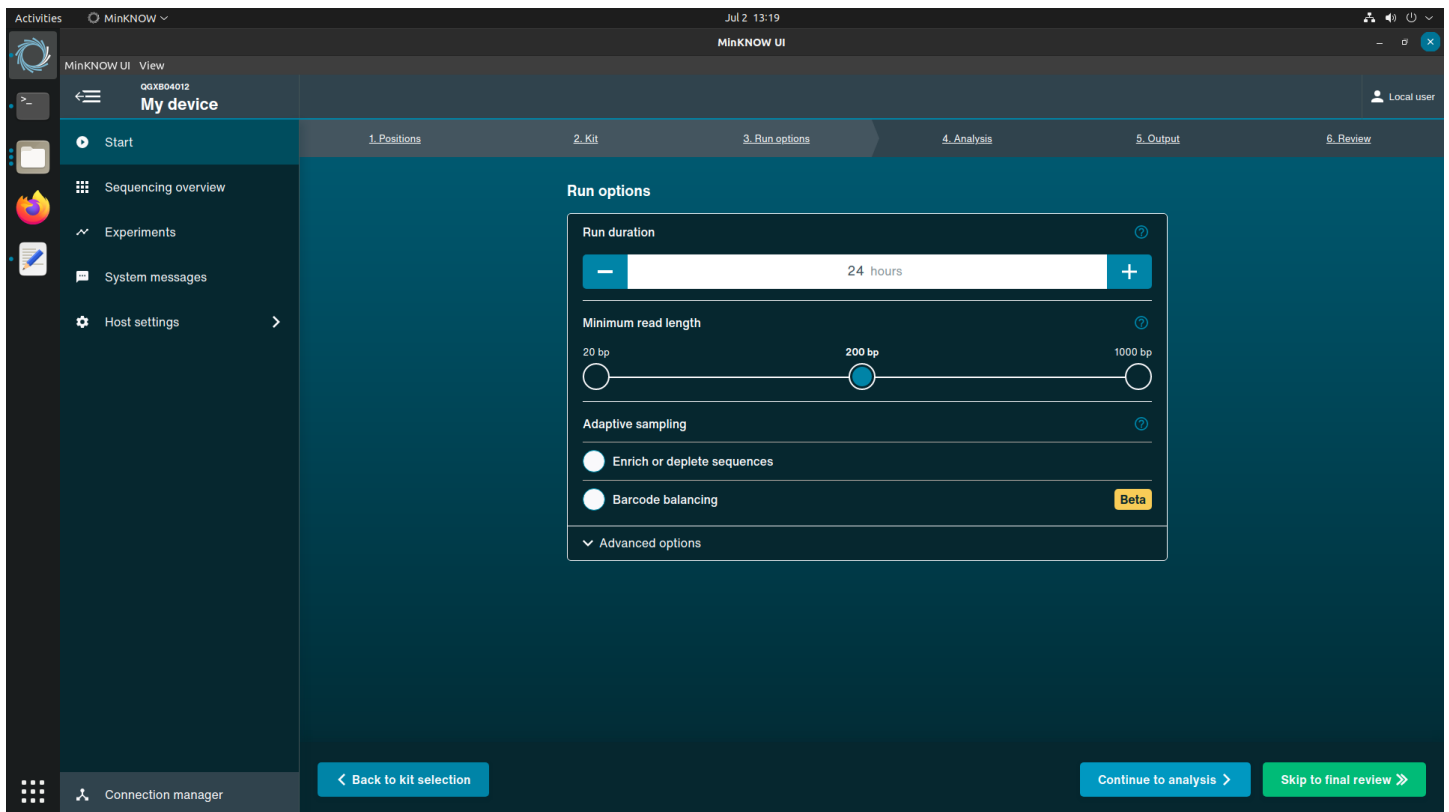 Activities
MinKNOW
Jul 2 13:19
MinKNOW UI
MinKNOW UI View
QGXB04012
My device
Local user
Start
Sequencing overview
Experiments
System messages
Host settings
Connection manager
1. Positions
2. Kit
3. Run options
4. Analysis
5. Output
6. Review
Run options
Run duration
24 hours
Minimum read length
20 bp
200 bp
1000 bp
Adaptive sampling
Enrich or deplete sequences
Barcode balancing
Beta
Advanced options
Back to kit selection
Continue to analysis
Skip to final review